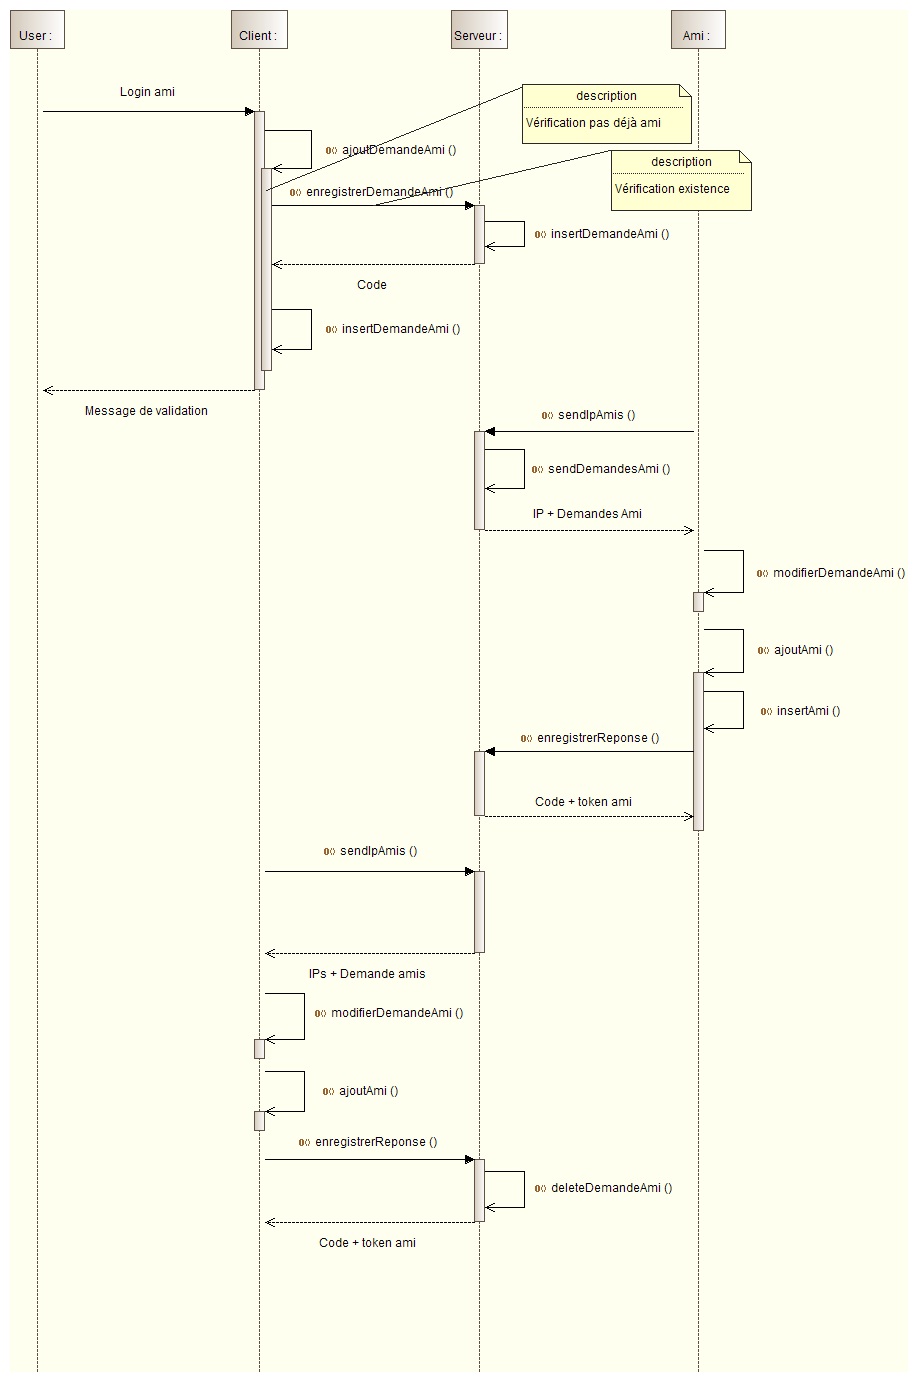 User :
Client :
Serveur :
Ami :
Login ami
description
Vérification pas déjà ami
ajoutDemandeAmi ()
description
Vérification existence
enregistrerDemandeAmi()
insertDemandeAmi ()
Code
insertDemandeAmi ()
Message de validation
sendIpAmis ()
sendDemandesAmi ()
IP + Demandes Ami
modifierDemandeAmi ()
ajoutAmi ()
insertAmi ()
enregistrerReponse ()
Code + token ami
sendIpAmis ()
IPs + Demande amis
modifierDemandeAmi ()
ajoutAmi ()
enregistrerReponse ()
deleteDemandeAmi ()
Code + token ami